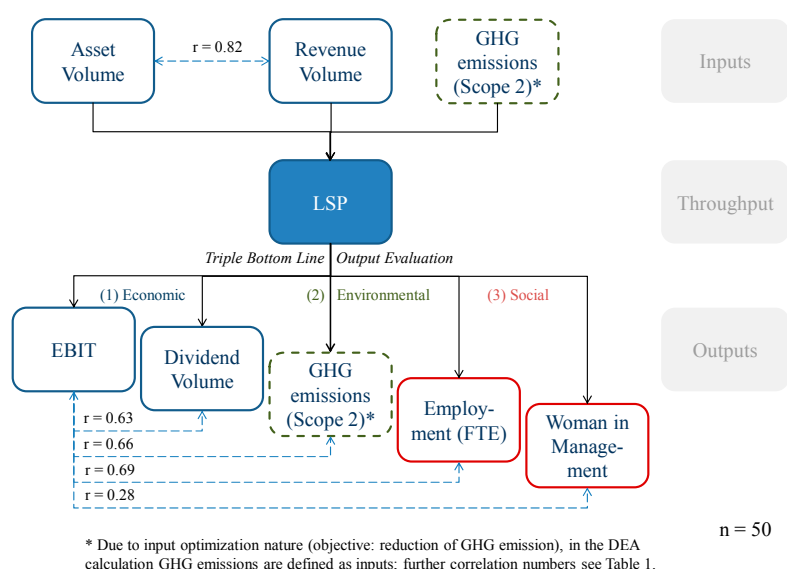 Asset
Volume
r = 0.82
Revenue
Volume
GHG
emissions
(Scope 2)*
Inputs
LSP
Throughput
Triple Bottom Line Output Evaluation
(1) Economic
(2) Environmental
(3) Social
EBIT
Dividend
Volume
GHG
emissions
(Scope 2)*
Employ-
ment (FTE)
Woman in
Manage-
ment
Outputs
r = 0.63
r = 0.66
r = 0.69
r = 0.28
n = 50
* Due to input optimization nature (objective: reduction of GHG emission), in the DEA
calculation GHG emissions are defined as inputs; further correlation numbers see Table 1.